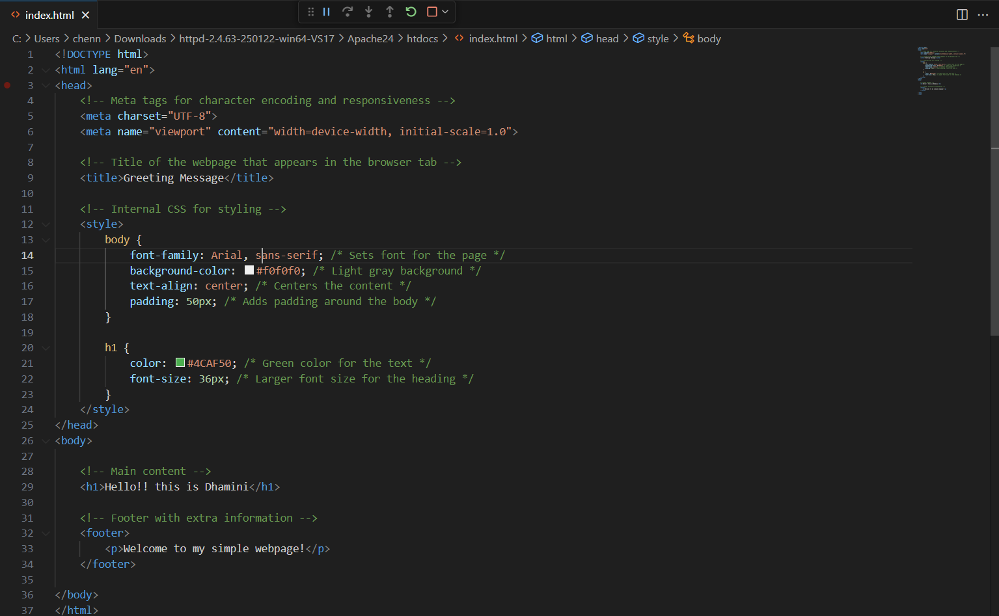 index.html
C: > Users > chenn > Downloads > httpd-2.4.63-250122-win64-VS17 > Apache24 > htdocs > index.html > html > head > style > body
1 <!DOCTYPE html>
2 <html lang="en">
3 <head>
4     <!-- Meta tags for character encoding and responsiveness -->
5     <meta charset="UTF-8">
6     <meta name="viewport" content="width=device-width, initial-scale=1.0">
7
8     <!-- Title of the webpage that appears in the browser tab -->
9     <title>Greeting Message</title>
10
11     <!-- Internal CSS for styling -->
12     <style>
13         body {
14             font-family: Arial, sans-serif; /* Sets font for the page */
15             background-color: #f0f0f0; /* Light gray background */
16             text-align: center; /* Centers the content */
17             padding: 50px; /* Adds padding around the body */
18         }
19
20         h1 {
21             color: #4CAF50; /* Green color for the text */
22             font-size: 36px; /* Larger font size for the heading */
23         }
24     </style>
25 </head>
26 <body>
27
28     <!-- Main content -->
29     <h1>Hello!! this is Dhamini</h1>
30
31     <!-- Footer with extra information -->
32     <footer>
33         <p>Welcome to my simple webpage!</p>
34     </footer>
35
36 </body>
37 </html>